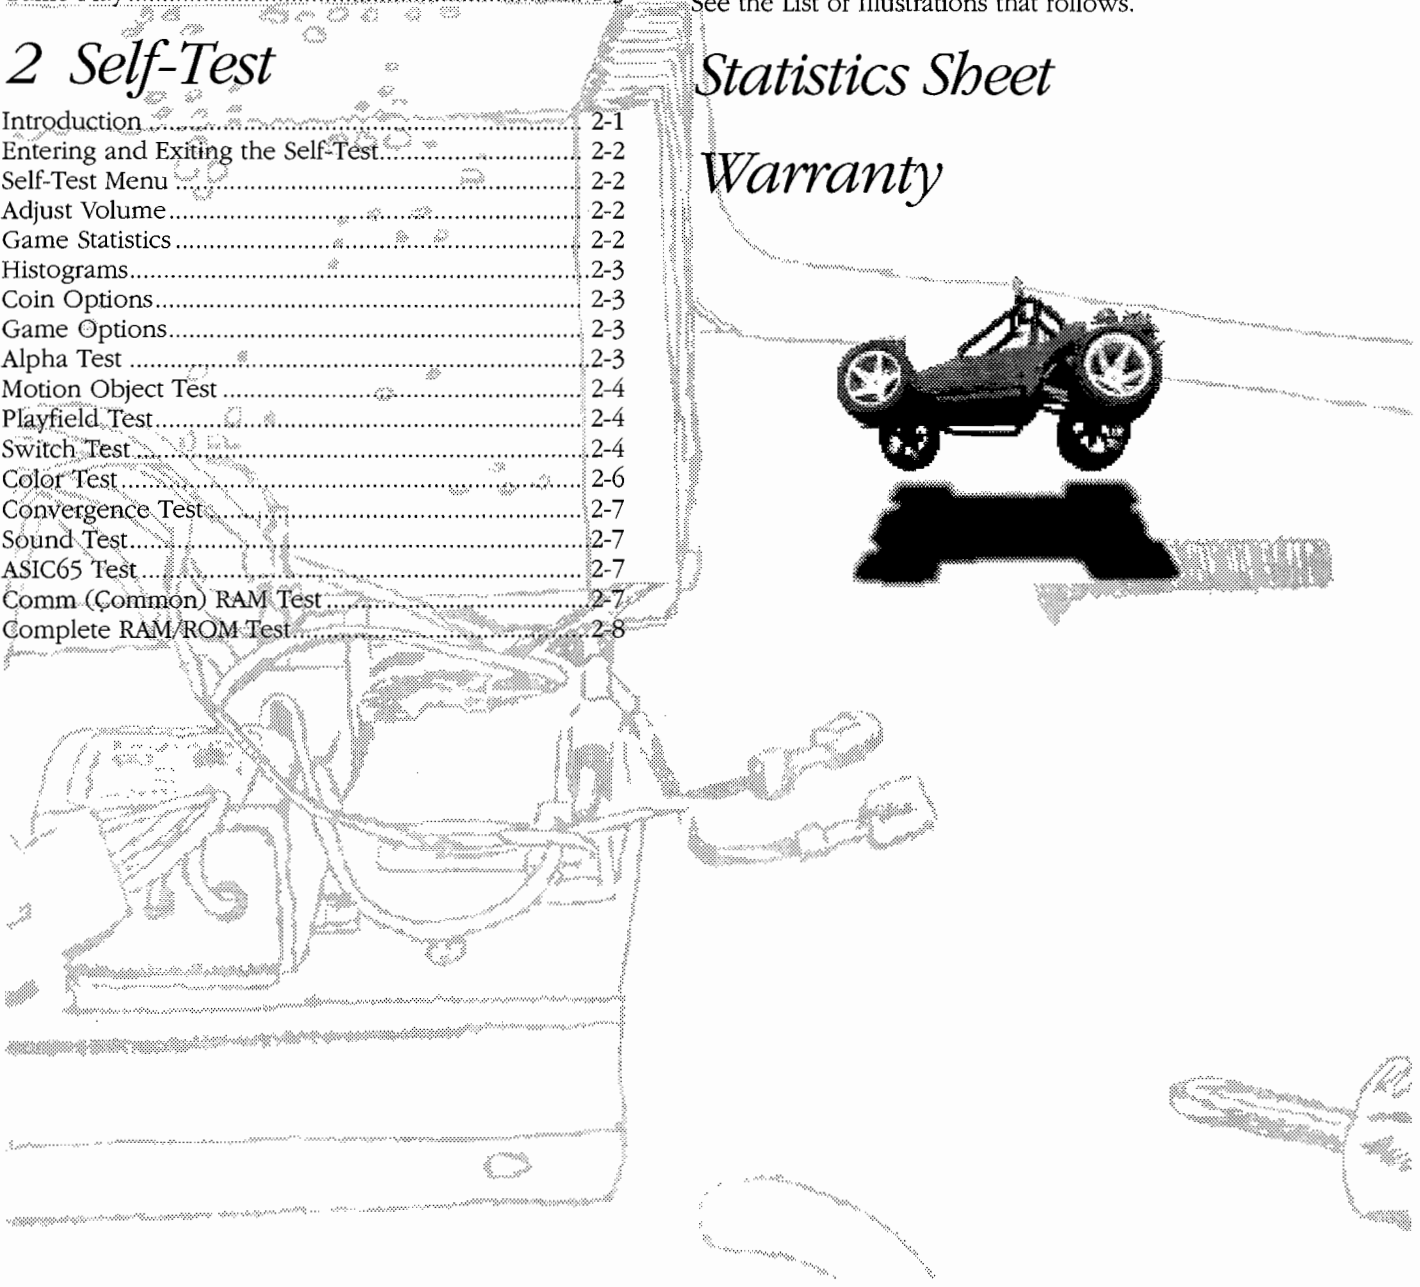 2 Self-Test
Introduction ........ 2-1
Entering and Exiting the Self-Test ........ 2-2
Self-Test Menu ........ 2-2
Adjust Volume ........ 2-2
Game Statistics ........ 2-2
Histograms ........ 2-3
Coin Options ........ 2-3
Game Options ........ 2-3
Alpha Test ........ 2-3
Motion Object Test ........ 2-4
Playfield Test ........ 2-4
Switch Test ........ 2-4
Color Test ........ 2-6
Convergence Test ........ 2-7
Sound Test ........ 2-7
ASIC65 Test ........ 2-7
Comm (Common) RAM Test ........ 2-7
Complete RAM/ROM Test ........ 2-8
See the List of Illustrations that follows.
Statistics Sheet
Warranty